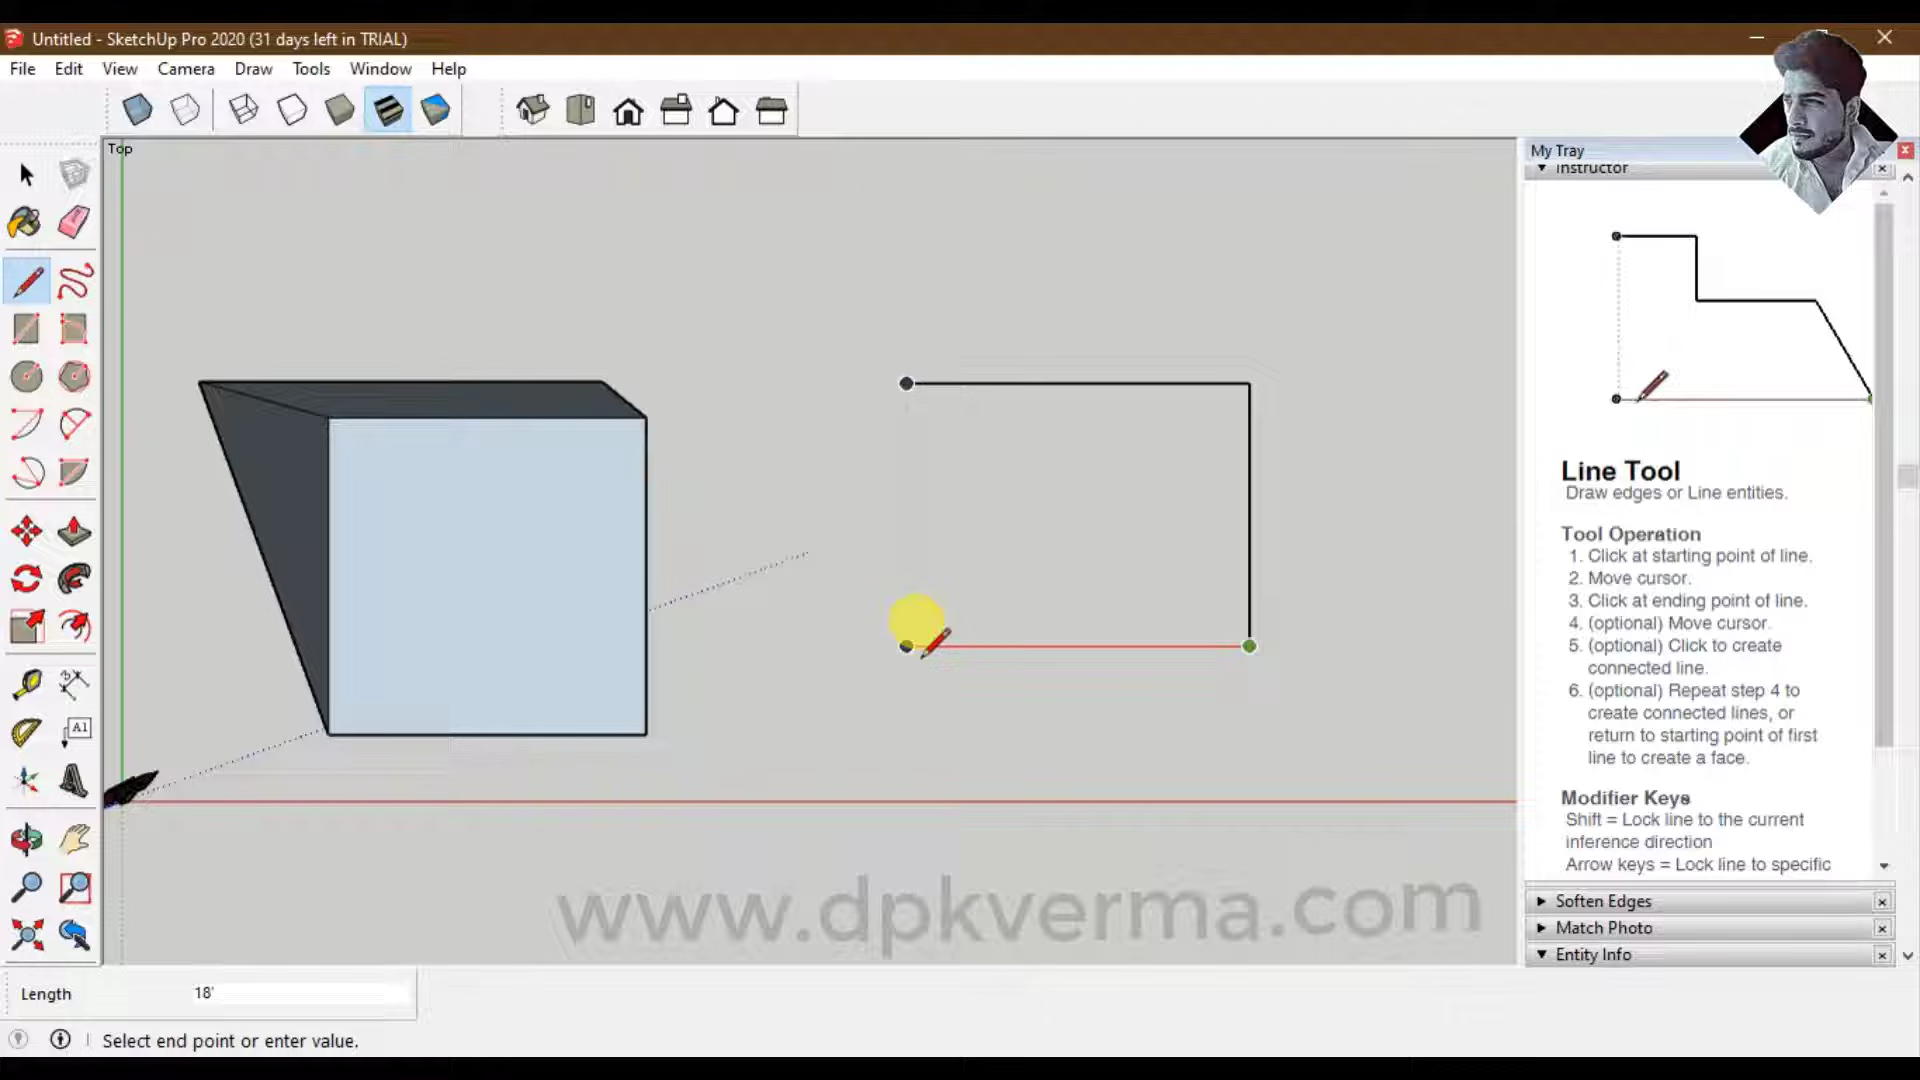 Untitled - SketchUp Pro 2020 (31 days left in TRIAL)
File Edit View Camera Draw Tools Window Help
Top
My Tray
Instructor
Line Tool
Draw edges or Line entities.
Tool Operation
1. Click at starting point of line.
2. Move cursor.
3. Click at ending point of line.
4. (optional) Move cursor.
5. (optional) Click to create
connected line.
6. (optional) Repeat step 4 to
create connected lines, or
return to starting point of first
line to create a face.
Modifier Keys
Shift = Lock line to the current
inference direction
Arrow keys = Lock line to specific
Soften Edges
Match Photo
Entity Info
A1
www.dpkverma.com
Length 18'
Select end point or enter value.